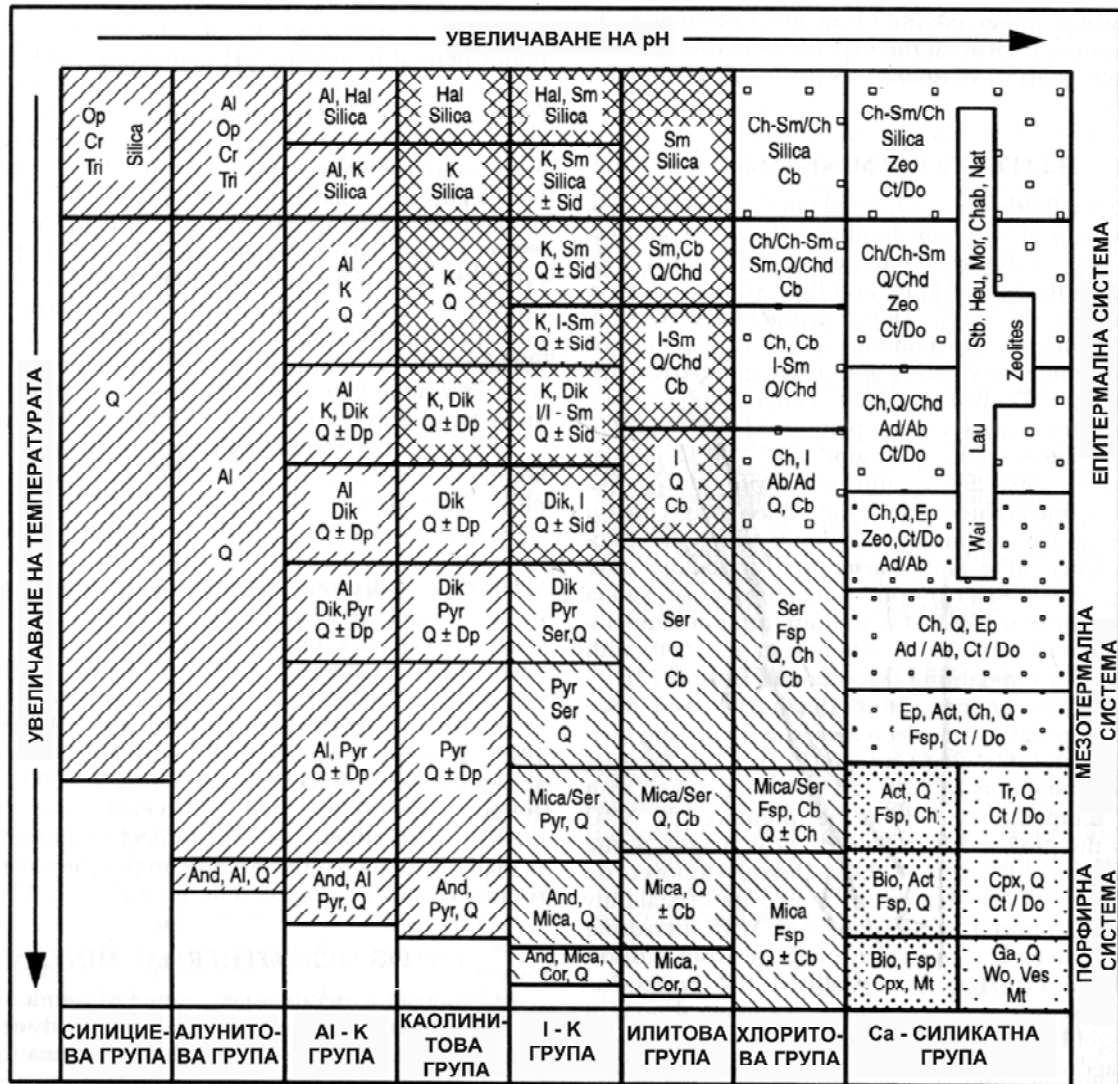 УВЕЛИЧАВАНЕ НА pH
УВЕЛИЧАВАНЕ НА ТЕМПЕРАТУРАТА
Op
Cr
Tri
Silica
Q
СИЛИЦИЕ-
ВА ГРУПА
Al
Op
Cr
Tri
Al
Q
And, Al, Q
АЛУНИТО-
ВА ГРУПА
Al, Hal
Silica
Al, K
Silica
Al
K
Q
Al
K, Dik
Q ± Dp
Al
Dik
Q ± Dp
Al
Dik,Pyr
Q ± Dp
Al, Pyr
Q ± Dp
And, Al
Pyr, Q
Al - K
ГРУПА
Hal
Silica
K
Silica
K
Q
K, Dik
Q ± Dp
Dik
Q ± Dp
Dik
Pyr
Q ± Dp
Pyr
Q ± Dp
And,
Pyr, Q
КАОЛИНИ-
ТОВА
ГРУПА
Hal, Sm
Silica
K, Sm
Silica
± Sid
K, Sm
Q ± Sid
K, I-Sm
Q ± Sid
K, Dik
I/I - Sm
Q ± Sid
Dik, I
Q ± Sid
Dik
Pyr
Ser,Q
Pyr
Ser
Q
Mica/Ser
Pyr, Q
And,
Mica, Q
And, Mica,
Cor, Q
I - K
ГРУПА
Sm
Silica
Sm,Cb
Q/Chd
I-Sm
Q/Chd
Cb
I
Q
Cb
Ser
Q
Cb
Mica/Ser
Q, Cb
Mica, Q
± Cb
Mica,
Cor, Q
ИЛИТОВА
ГРУПА
Ch-Sm/Ch
Silica
Cb
Ch/Ch-Sm
Sm,Q/Chd
Cb
Ch, Cb
I-Sm
Q/Chd
Ch, I
Ab/Ad
Q, Cb
Ser
Fsp
Q, Ch
Cb
Mica/Ser
Fsp, Cb
Q ± Ch
Mica
Fsp
Q ± Cb
ХЛОРИТО-
ВА ГРУПА
Ch-Sm/Ch
Silica
Zeo
Ct/Do
Ch/Ch-Sm
Q/Chd
Zeo
Ct/Do
Ch,Q/Chd
Ad/Ab
Ct/Do
Ch,Q,Ep
Zeo,Ct/Do
Ad/Ab
Stb. Heu, Mor, Chab, Nat
Lau
Wai
Zeolites
Ch, Q, Ep
Ad / Ab, Ct / Do
Ep, Act, Ch, Q
Fsp, Ct / Do
Act, Q
Fsp, Ch
Tr, Q
Ct / Do
Bio, Act
Fsp, Q
Cpx, Q
Ct / Do
Bio, Fsp
Cpx, Mt
Ga, Q
Wo, Ves
Mt
Ca - СИЛИКАТНА
ГРУПА
ЕПИТЕРМАЛНА СИСТЕМА
МЕЗОТЕРМАЛНА
СИСТЕМА
ПОРФИРНА
СИСТЕМА